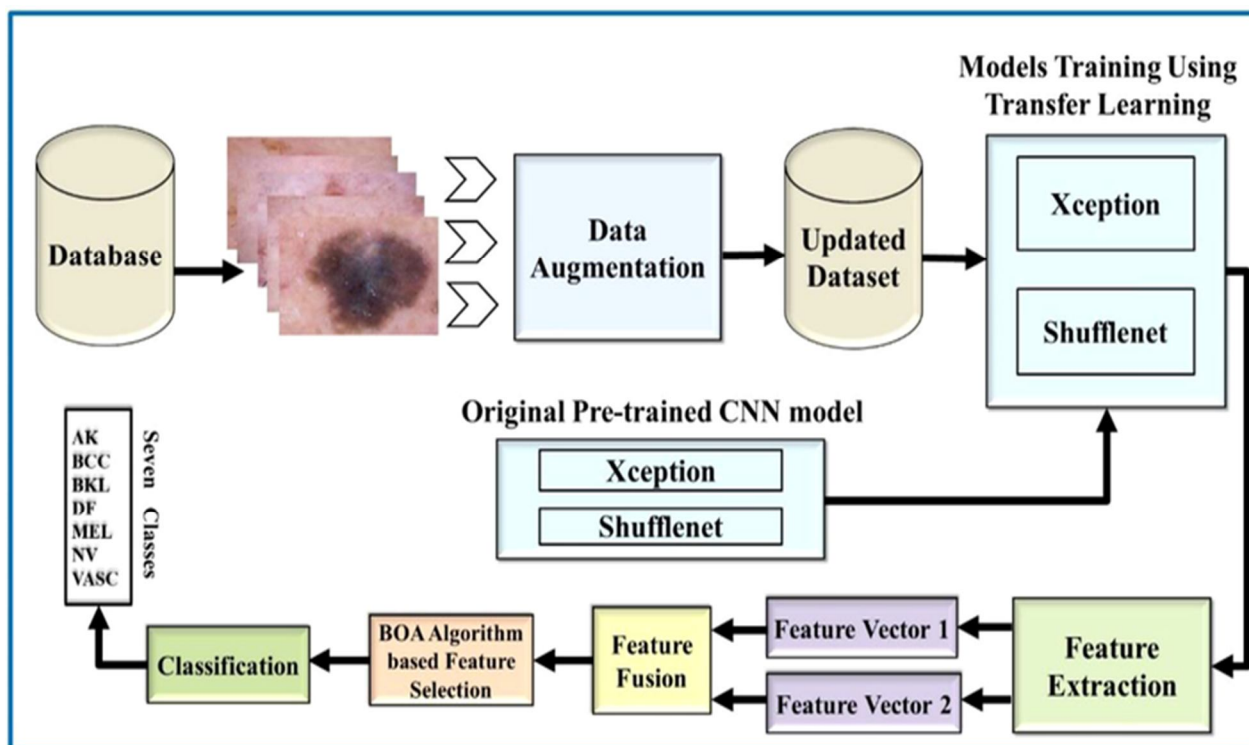 Models Training Using
Transfer Learning
Database
Data
Augmentation
Updated
Dataset
Xception
Shufflenet
Original Pre-trained CNN model
Xception
Shufflenet
AK
BCC
BKL
DF
MEL
NV
VASC
Seven Classes
Classification
BOA Algorithm
based Feature
Selection
Feature
Fusion
Feature Vector 1
Feature Vector 2
Feature
Extraction